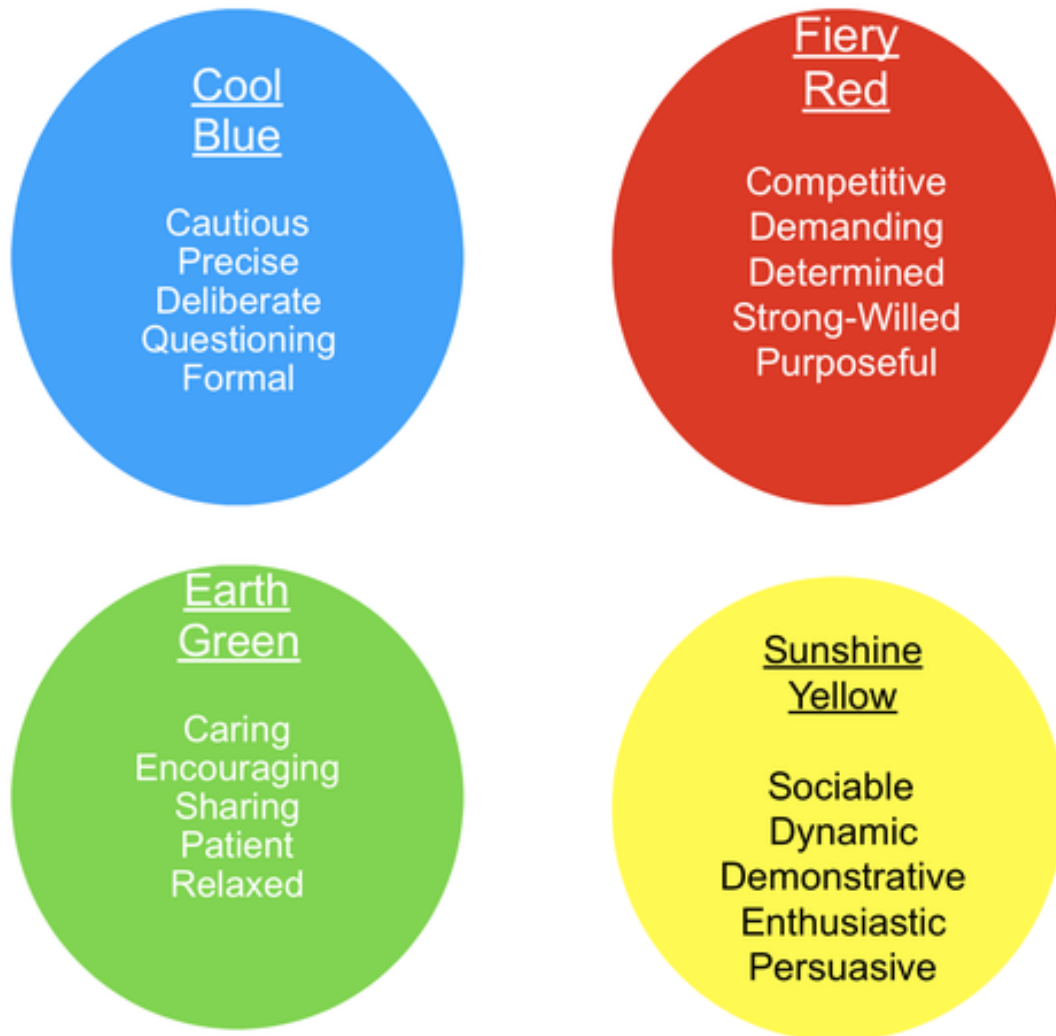 Cool
Blue
Cautious
Precise
Deliberate
Questioning
Formal
Fiery
Red
Competitive
Demanding
Determined
Strong-Willed
Purposeful
Earth
Green
Caring
Encouraging
Sharing
Patient
Relaxed
Sunshine
Yellow
Sociable
Dynamic
Demonstrative
Enthusiastic
Persuasive